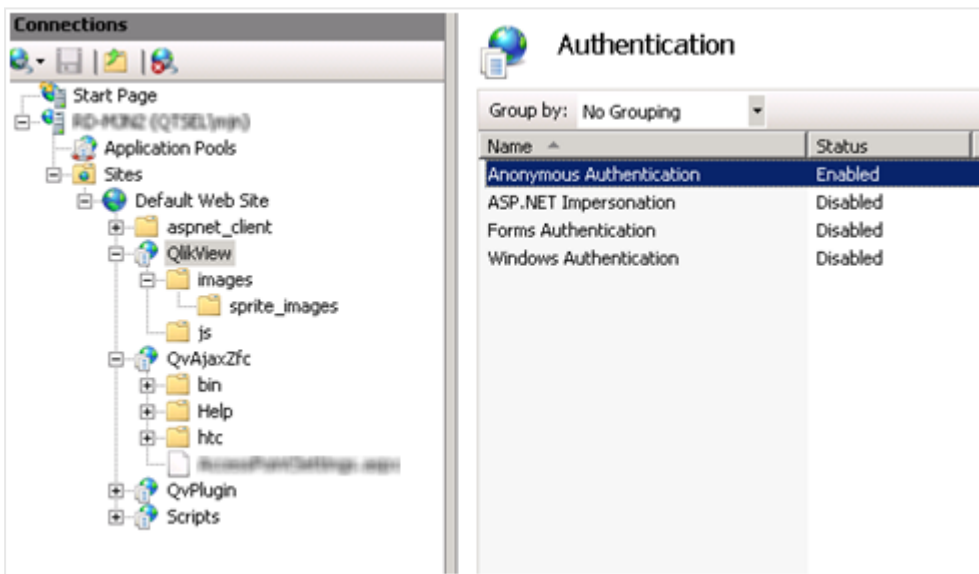 Connections
Start Page
Application Pools
Sites
Default Web Site
aspnet_client
QlikView
images
sprite_images
js
QvAjaxZfc
bin
Help
htc
QvPlugin
Scripts
Authentication
Group by: No Grouping
Name Status
Anonymous Authentication Enabled
ASP.NET Impersonation Disabled
Forms Authentication Disabled
Windows Authentication Disabled